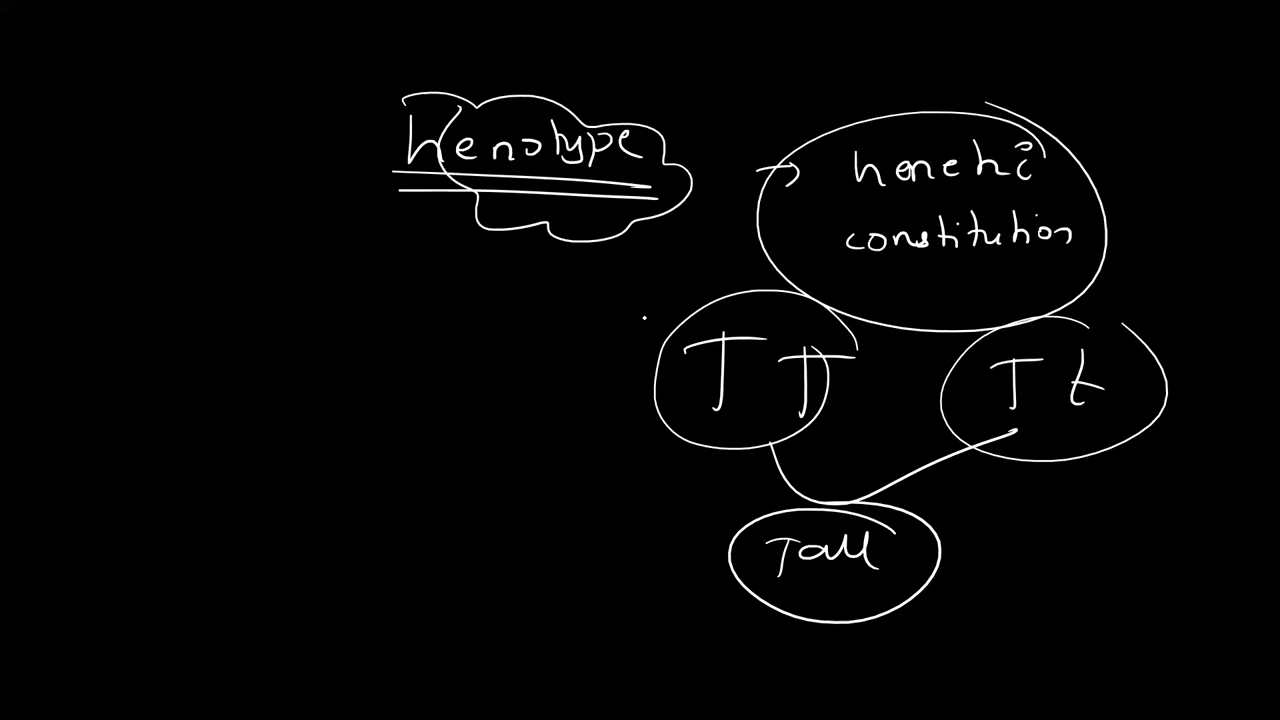 Genotype
→ Genetic
constitution
TT Tt
Tall